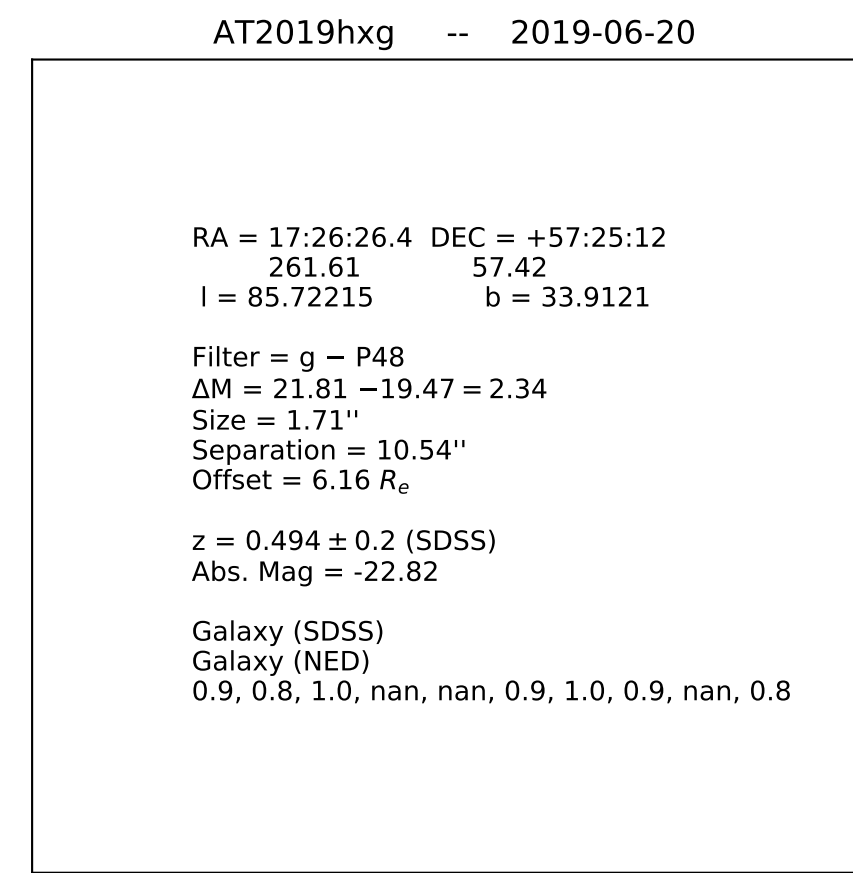 AT2019hxg -- 2019-06-20
RA = 17:26:26.4 DEC = +57:25:12
261.61 57.42
l = 85.72215 b = 33.9121
Filter = g − P48
ΔM = 21.81 −19.47 = 2.34
Size = 1.71''
Separation = 10.54''
Offset = 6.16 Re
z = 0.494 ± 0.2 (SDSS)
Abs. Mag = -22.82
Galaxy (SDSS)
Galaxy (NED)
0.9, 0.8, 1.0, nan, nan, 0.9, 1.0, 0.9, nan, 0.8